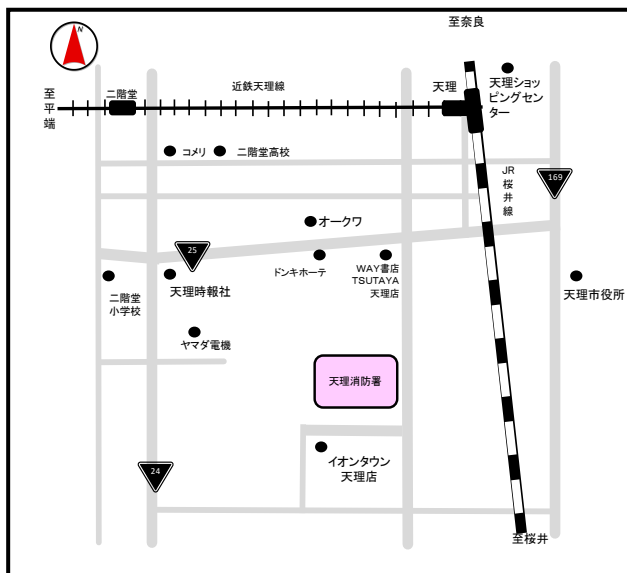 至奈良
N
至
平
端
二階堂
近鉄天理線
天理
天理ショッ
ピングセン
ター
コメリ
二階堂高校
JR
桜
井
線
169
オークワ
25
ドンキホーテ
WAY書店
TSUTAYA
天理店
二階堂
小学校
天理時報社
天理市役所
ヤマダ電機
天理消防署
イオンタウン
天理店
24
至桜井